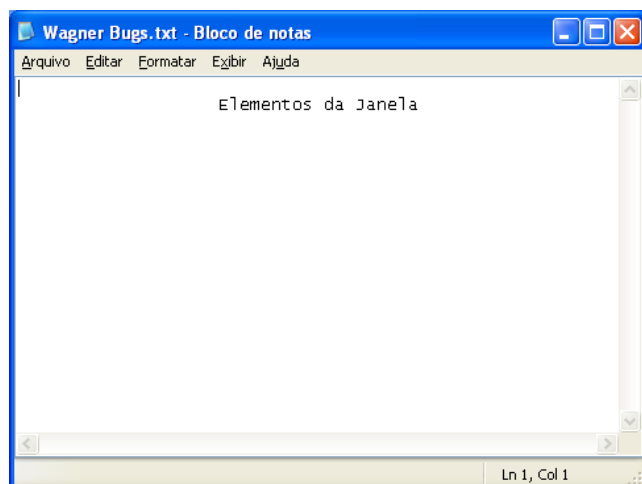 Wagner Bugs.txt - Bloco de notas
Arquivo Editar Formatar Exibir Ajuda
Elementos da Janela
Ln 1, Col 1